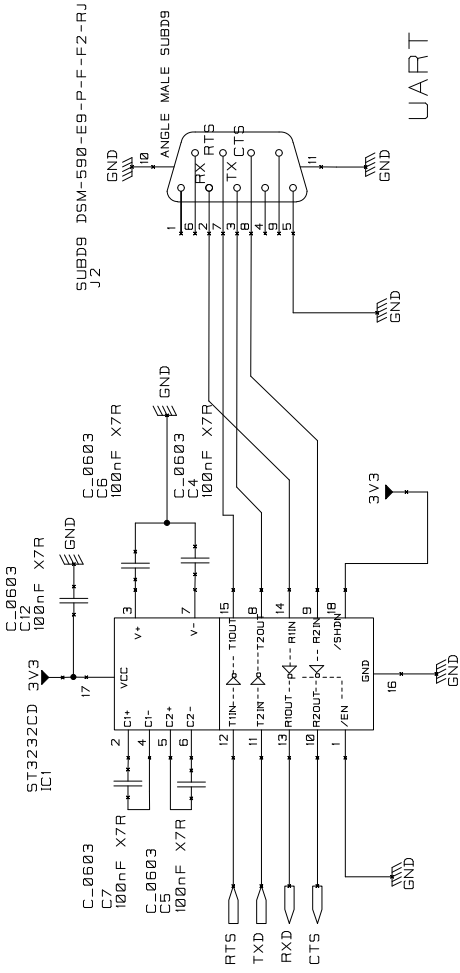 SUBD9 DSM-590-E9-P-F-F2-RJ
J2
GND
10
ANGLE MALE SUBD9
RTS
RX
CTS
TX
11
GND
UART
1
6
2
7
3
8
4
9
5
GND
C_0603
C6
100nF X7R
GND
C_0603
C4
100nF X7R
C_0603
C12
100nF X7R
GND
3V3
3V3
ST3232CD
IC1
17
3
7
15
8
14
9
18
VCC
V+
V-
T1OUT
T2OUT
R1IN
R2IN
/SHDN
GND
16
GND
C1+
C1-
C2+
C2-
T1IN
T2IN
R1OUT
R2OUT
/EN
2
4
5
6
12
11
13
10
1
C_0603
C7
100nF X7R
C_0603
C5
100nF X7R
GND
RTS
TXD
RXD
CTS